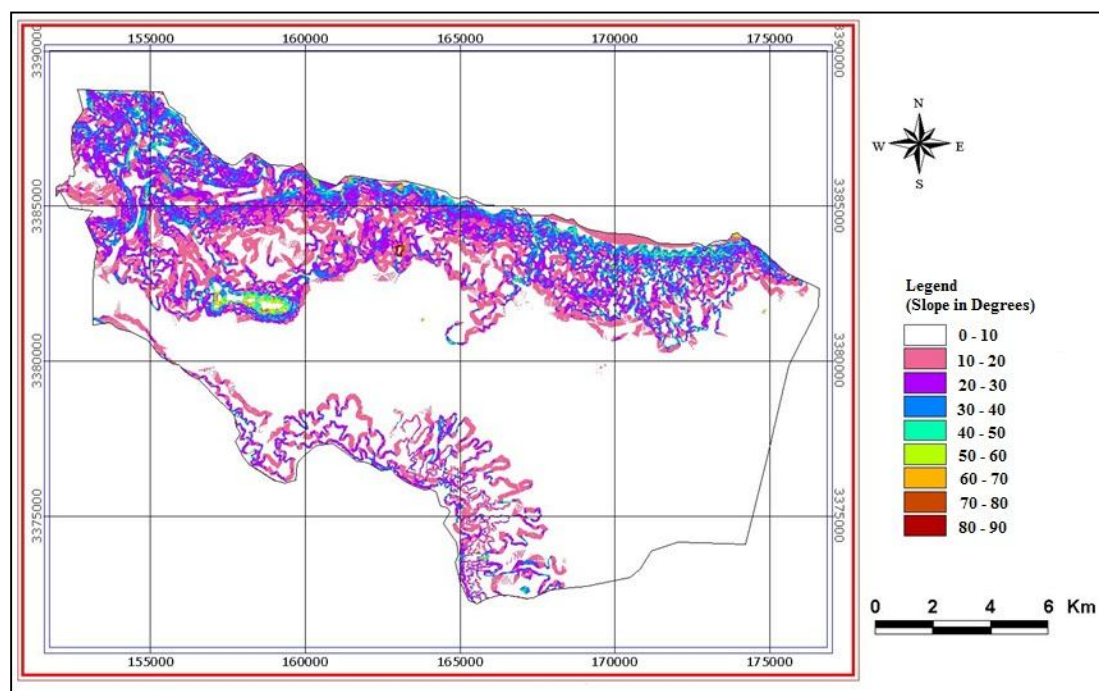 155000 160000 165000 170000 175000
3390000 3390000
3385000 3385000
3380000 3380000
3375000 3375000
155000 160000 165000 170000 175000
N
W E
S
Legend
(Slope in Degrees)
0 - 10
10 - 20
20 - 30
30 - 40
40 - 50
50 - 60
60 - 70
70 - 80
80 - 90
0 2 4 6 Km